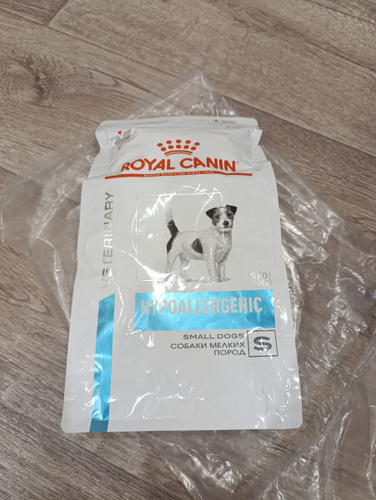 ROYAL CANIN
VETERINARY
HYPOALLERGENIC
SMALL DOGS
СОБАКИ МЕЛКИХ
ПОРОД
S